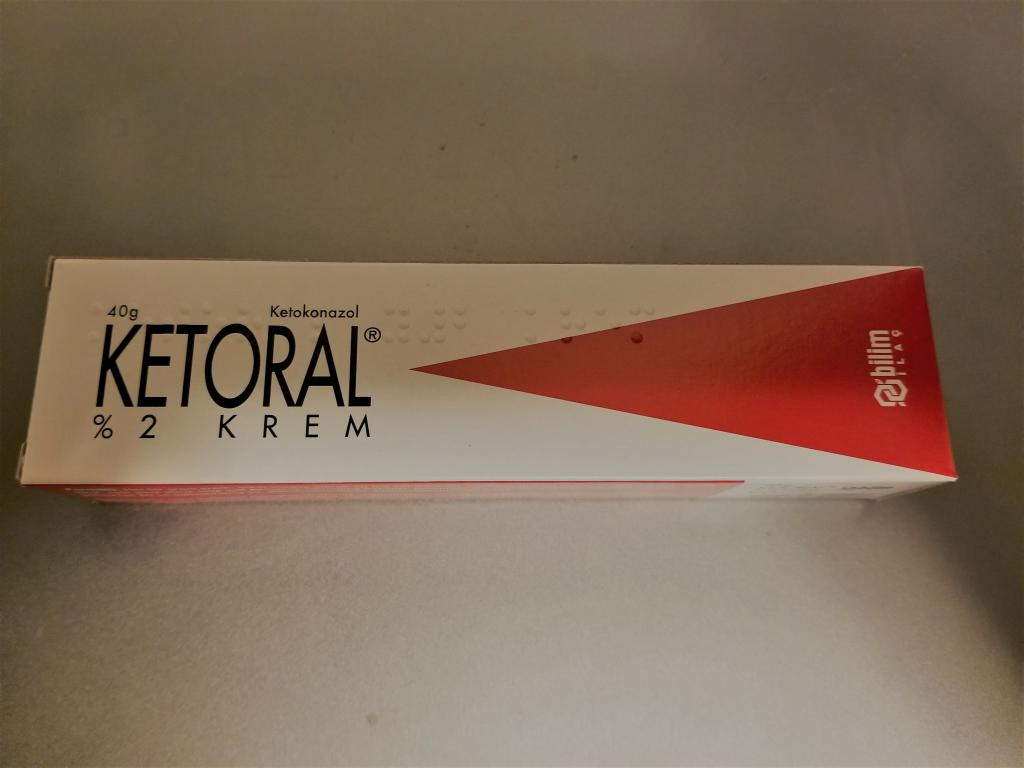 40g Ketokonazol
KETORAL®
% 2 KREM
bilim
İLAÇ